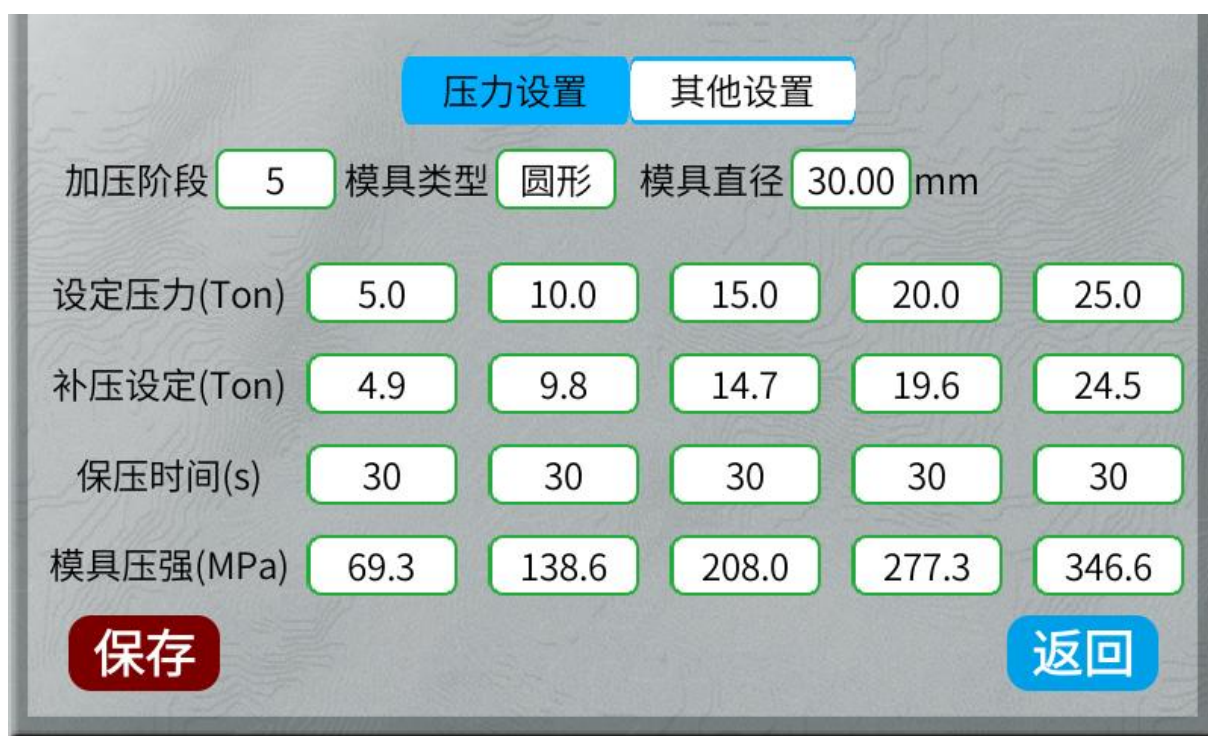 压力设置 其他设置
加压阶段 5 模具类型 圆形 模具直径 30.00 mm
设定压力(Ton) 5.0 10.0 15.0 20.0 25.0
补压设定(Ton) 4.9 9.8 14.7 19.6 24.5
保压时间(s) 30 30 30 30 30
模具压强(MPa) 69.3 138.6 208.0 277.3 346.6
保存 返回